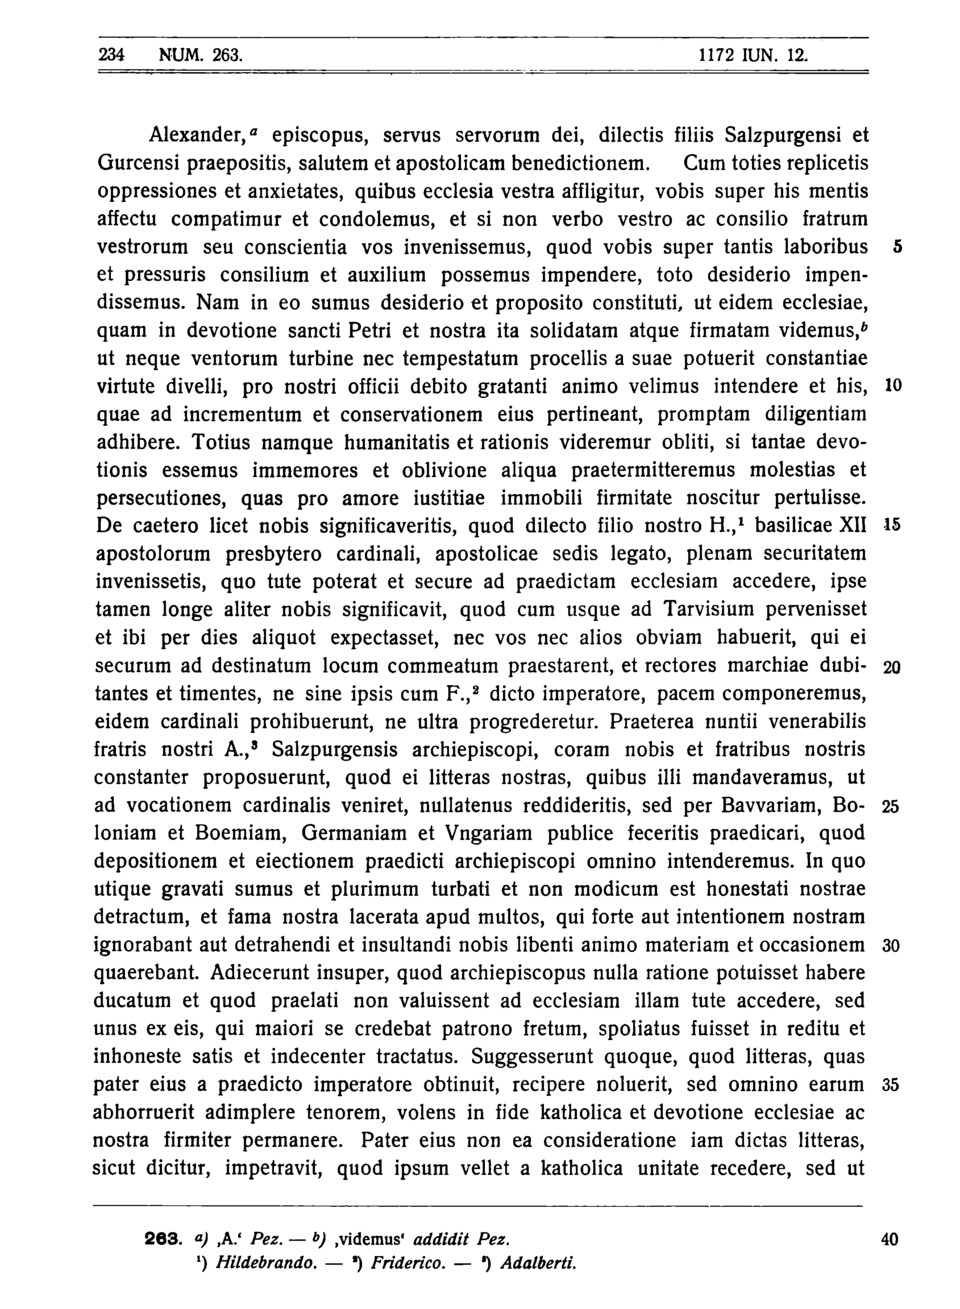 234 NUM. 263. 1172 IUN. 12.
Alexander,ᵃ episcopus, servus servorum dei, dilectis filiis Salzpurgensi et
Gurcensi praepositis, salutem et apostolicam benedictionem. Cum toties replicetis
oppressiones et anxietates, quibus ecclesia vestra affligitur, vobis super his mentis
affectu compatimur et condolemus, et si non verbo vestro ac consilio fratrum
vestrorum seu conscientia vos invenissemus, quod vobis super tantis laboribus 5
et pressuris consilium et auxilium possemus impendere, toto desiderio impen-
dissemus. Nam in eo sumus desiderio et proposito constituti, ut eidem ecclesiae,
quam in devotione sancti Petri et nostra ita solidatam atque firmatam videmus,ᵇ
ut neque ventorum turbine nec tempestatum procellis a suae potuerit constantiae
virtute divelli, pro nostri officii debito gratanti animo velimus intendere et his, 10
quae ad incrementum et conservationem eius pertineant, promptam diligentiam
adhibere. Totius namque humanitatis et rationis videremur obliti, si tantae devo-
tionis essemus immemores et oblivione aliqua praetermitteremus molestias et
persecutiones, quas pro amore iustitiae immobili firmitate noscitur pertulisse.
De caetero licet nobis significaveritis, quod dilecto filio nostro H.,¹ basilicae XII 15
apostolorum presbytero cardinali, apostolicae sedis legato, plenam securitatem
invenissetis, quo tute poterat et secure ad praedictam ecclesiam accedere, ipse
tamen longe aliter nobis significavit, quod cum usque ad Tarvisium pervenisset
et ibi per dies aliquot expectasset, nec vos nec alios obviam habuerit, qui ei
securum ad destinatum locum commeatum praestarent, et rectores marchiae dubi- 20
tantes et timentes, ne sine ipsis cum F.,² dicto imperatore, pacem componeremus,
eidem cardinali prohibuerunt, ne ultra progrederetur. Praeterea nuntii venerabilis
fratris nostri A.,³ Salzpurgensis archiepiscopi, coram nobis et fratribus nostris
constanter proposuerunt, quod ei litteras nostras, quibus illi mandaveramus, ut
ad vocationem cardinalis veniret, nullatenus reddideritis, sed per Bavvariam, Bo- 25
loniam et Boemiam, Germaniam et Vngariam publice feceritis praedicari, quod
depositionem et eiectionem praedicti archiepiscopi omnino intenderemus. In quo
utique gravati sumus et plurimum turbati et non modicum est honestati nostrae
detractum, et fama nostra lacerata apud multos, qui forte aut intentionem nostram
ignorabant aut detrahendi et insultandi nobis libenti animo materiam et occasionem 30
quaerebant. Adiecerunt insuper, quod archiepiscopus nulla ratione potuisset habere
ducatum et quod praelati non valuissent ad ecclesiam illam tute accedere, sed
unus ex eis, qui maiori se credebat patrono fretum, spoliatus fuisset in reditu et
inhoneste satis et indecenter tractatus. Suggesserunt quoque, quod litteras, quas
pater eius a praedicto imperatore obtinuit, recipere noluerit, sed omnino earum 35
abhorruerit adimplere tenorem, volens in fide katholica et devotione ecclesiae ac
nostra firmiter permanere. Pater eius non ea consideratione iam dictas litteras,
sicut dicitur, impetravit, quod ipsum vellet a katholica unitate recedere, sed ut
263. a) ‚A.‘ Pez. — b) ‚videmus‘ addidit Pez. 40
¹) Hildebrando. — ²) Friderico. — ³) Adalberti.